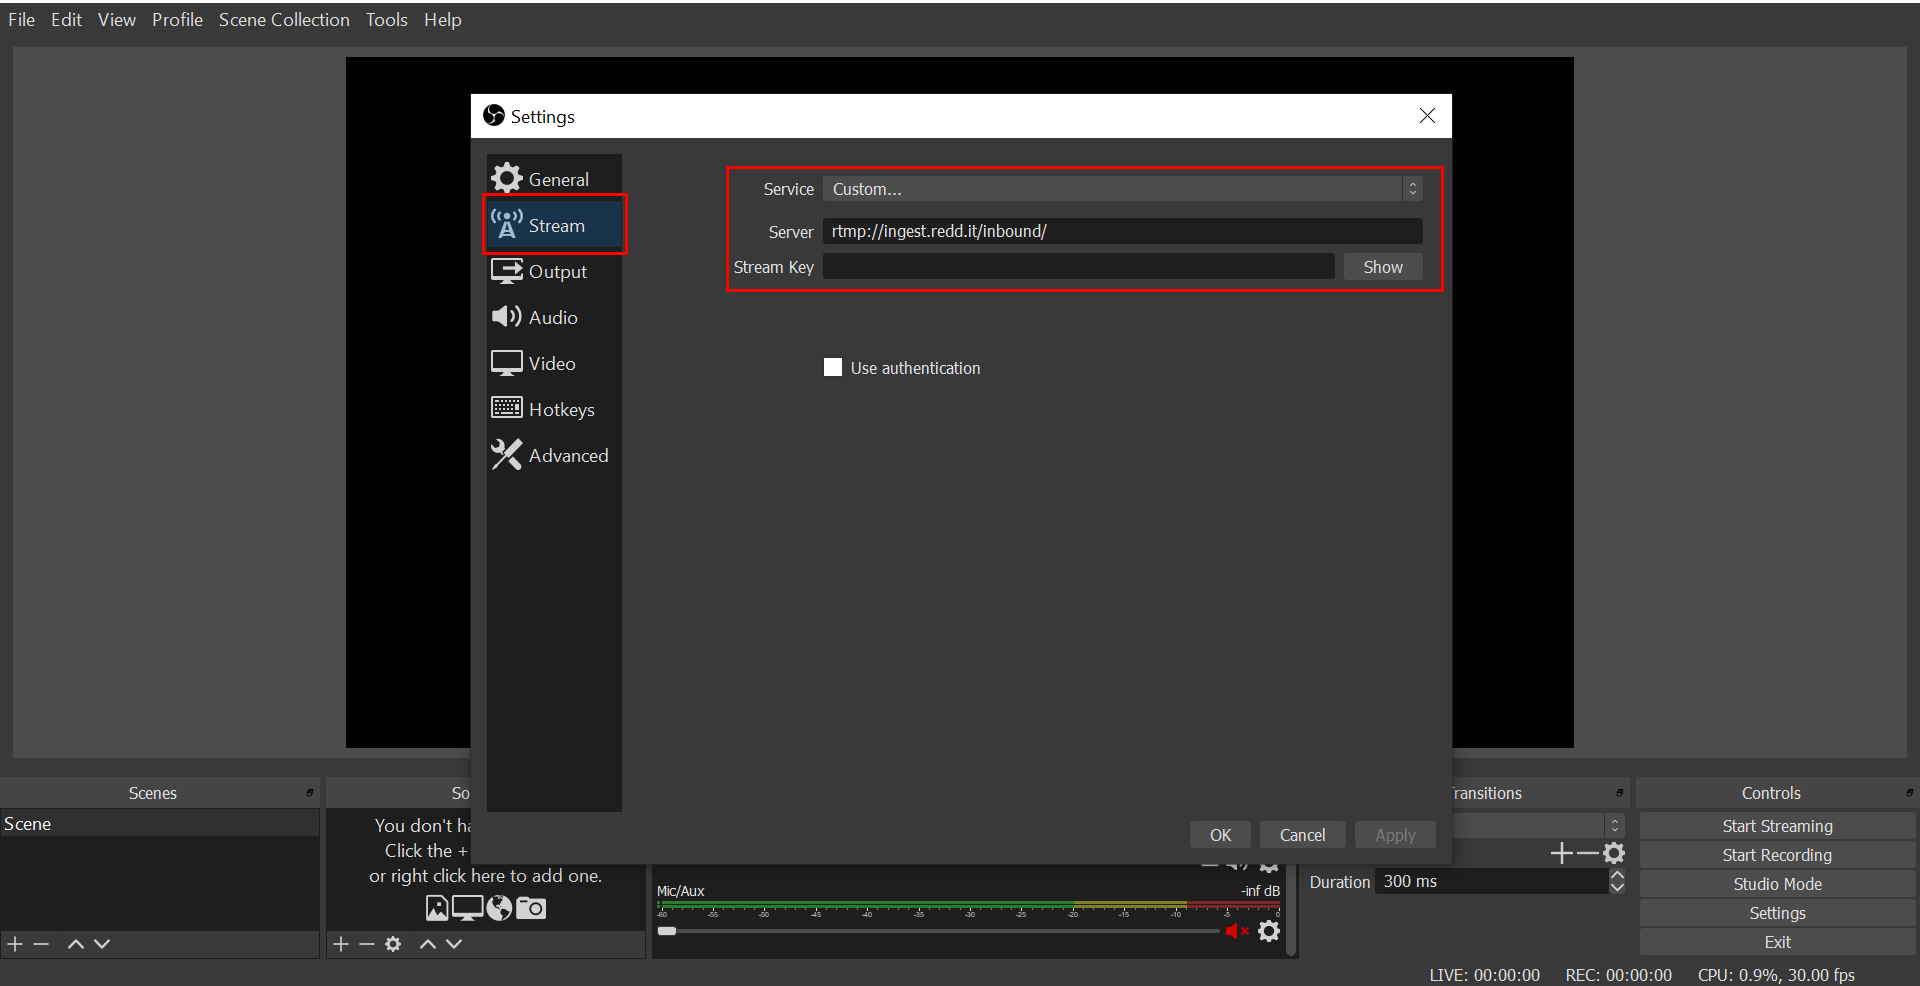 File Edit View Profile Scene Collection Tools Help
Settings
General
Stream
Output
Audio
Video
Hotkeys
Advanced
Service Custom...
Server rtmp://ingest.redd.it/inbound/
Stream Key Show
Use authentication
OK Cancel Apply
Scenes
Scene
So
You don't ha
Click the +
or right click here to add one.
Mic/Aux -inf dB
-60 -55 -50 -45 -40 -35 -30 -25 -20 -15 -10 -5 0
ransitions
Duration 300 ms
Controls
Start Streaming
Start Recording
Studio Mode
Settings
Exit
LIVE: 00:00:00 REC: 00:00:00 CPU: 0.9%, 30.00 fps